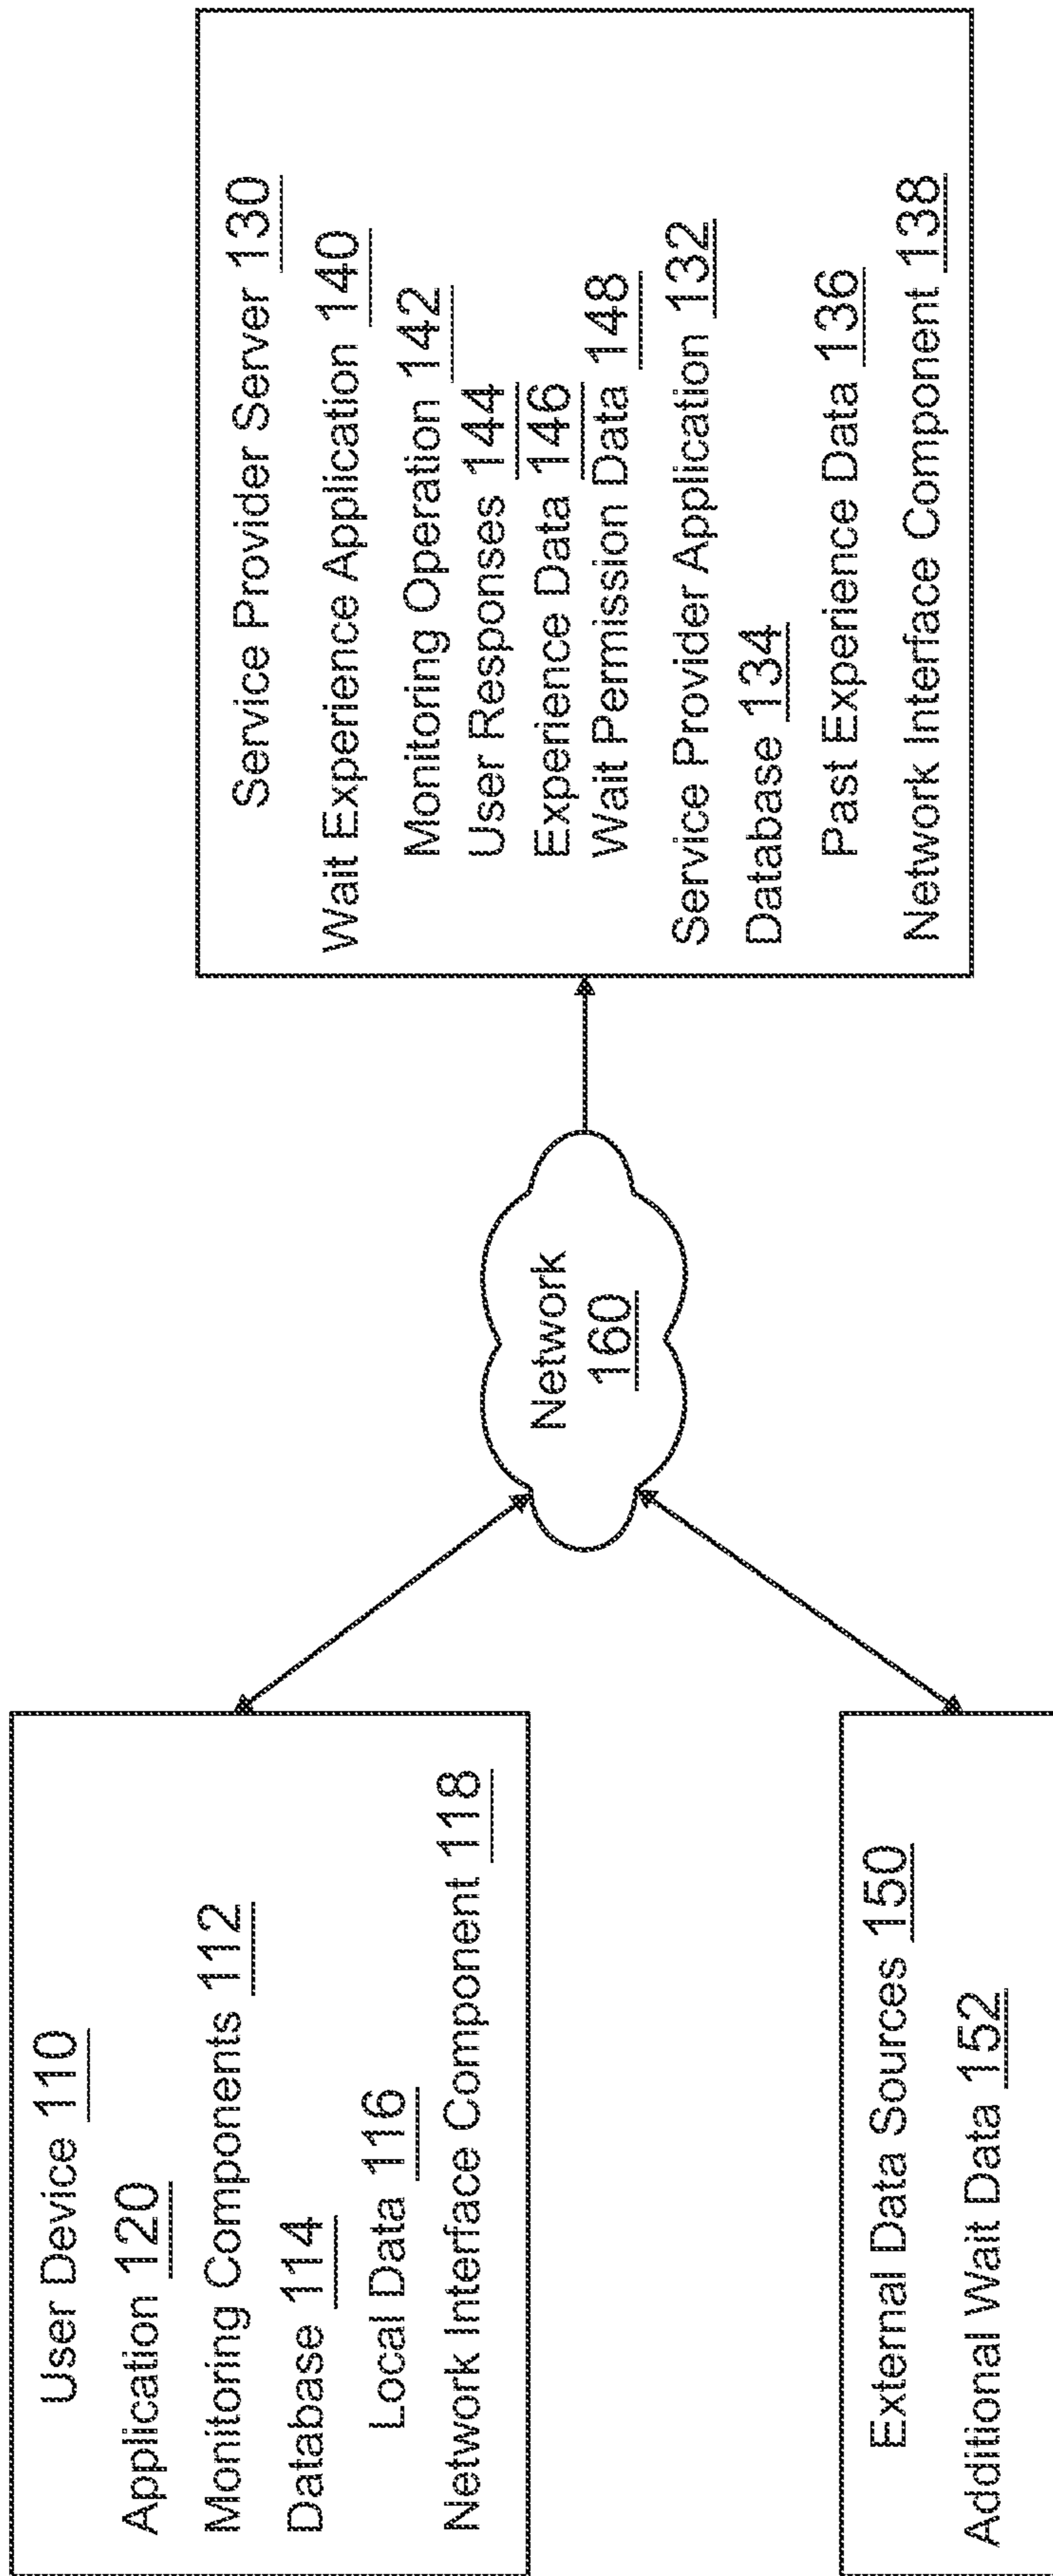 User Device 110
Application 120
Monitoring Components 112
Database 114
Local Data 116
Network Interface Component 118
External Data Sources 150
Additional Wait Data 152
Network
160
Service Provider Server 130
Wait Experience Application 140
Monitoring Operation 142
User Responses 144
Experience Data 146
Wait Permission Data 148
Service Provider Application 132
Database 134
Past Experience Data 136
Network Interface Component 138